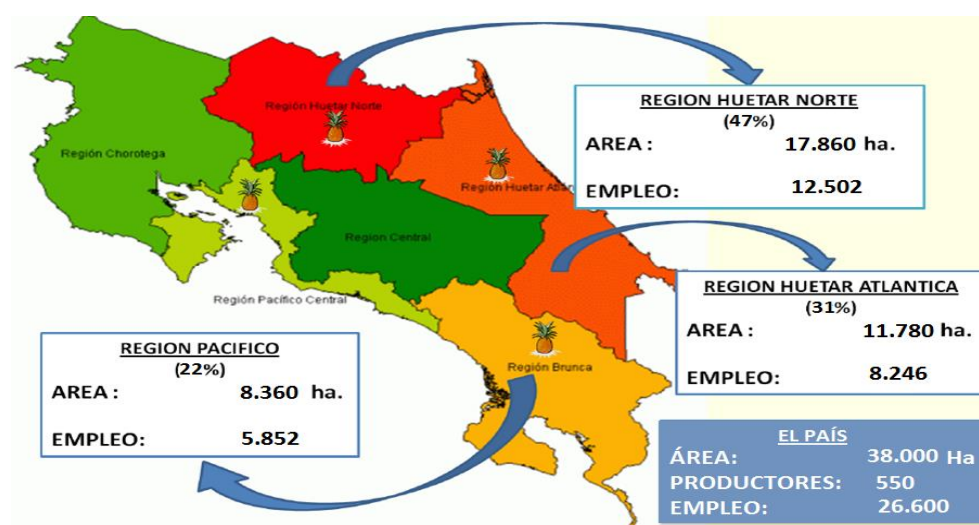 Región Huetar Norte
Región Chorotega
Región Huetar Atlan
Region Central
Región Pacífico Central
Región Brunca
REGION HUETAR NORTE
(47%)
AREA : 17.860 ha.
EMPLEO: 12.502
REGION HUETAR ATLANTICA
(31%)
AREA : 11.780 ha.
EMPLEO: 8.246
REGION PACIFICO
(22%)
AREA : 8.360 ha.
EMPLEO: 5.852
EL PAÍS
ÁREA: 38.000 Ha
PRODUCTORES: 550
EMPLEO: 26.600